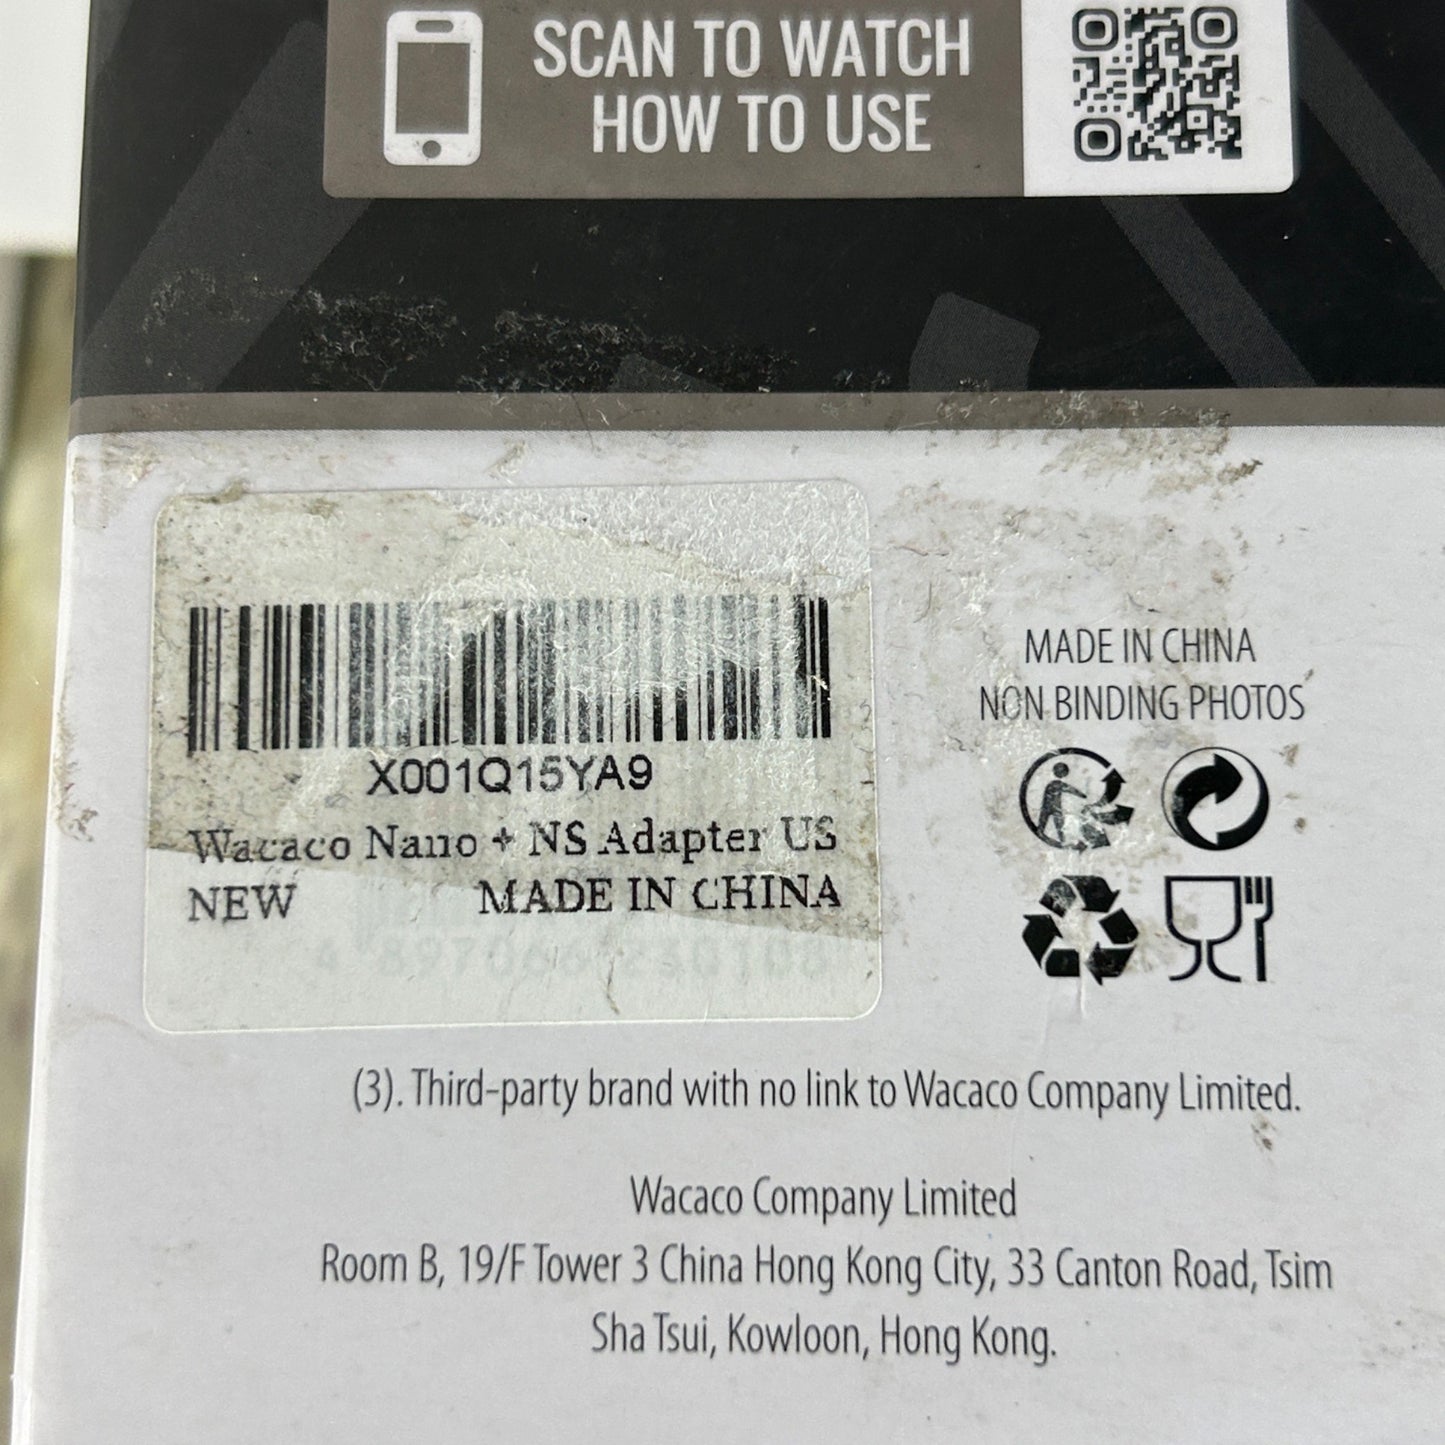 SCAN TO WATCH
HOW TO USE
X001Q15YA9
Wacaco Nano + NS Adapter US
NEW MADE IN CHINA
MADE IN CHINA
NON BINDING PHOTOS
(3). Third-party brand with no link to Wacaco Company Limited.
Wacaco Company Limited
Room B, 19/F Tower 3 China Hong Kong City, 33 Canton Road, Tsim
Sha Tsui, Kowloon, Hong Kong.